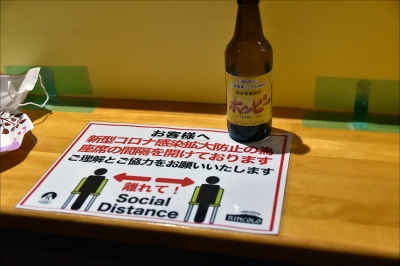 ホッピー
お客様へ
新型コロナ感染拡大防止の為
座席の間隔を開けております
ご理解とご協力をお願いいたします
離れて！
Social
Distance
RINCOLO